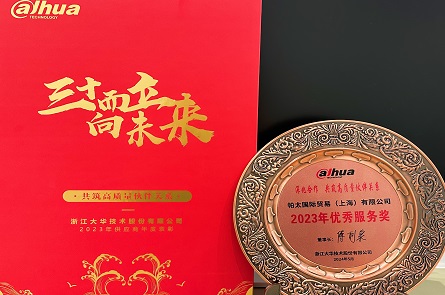 alhua
TECHNOLOGY
三十而立
向未来
·共筑高质量伙伴关系·
浙江大华技术股份有限公司
2023年供应商年度表彰
alhua
深化合作 共筑高质量伙伴关系
帕太国际贸易(上海)有限公司
2023年优秀服务奖
董事长:
浙江大华技术股份有限公司
2024年5月